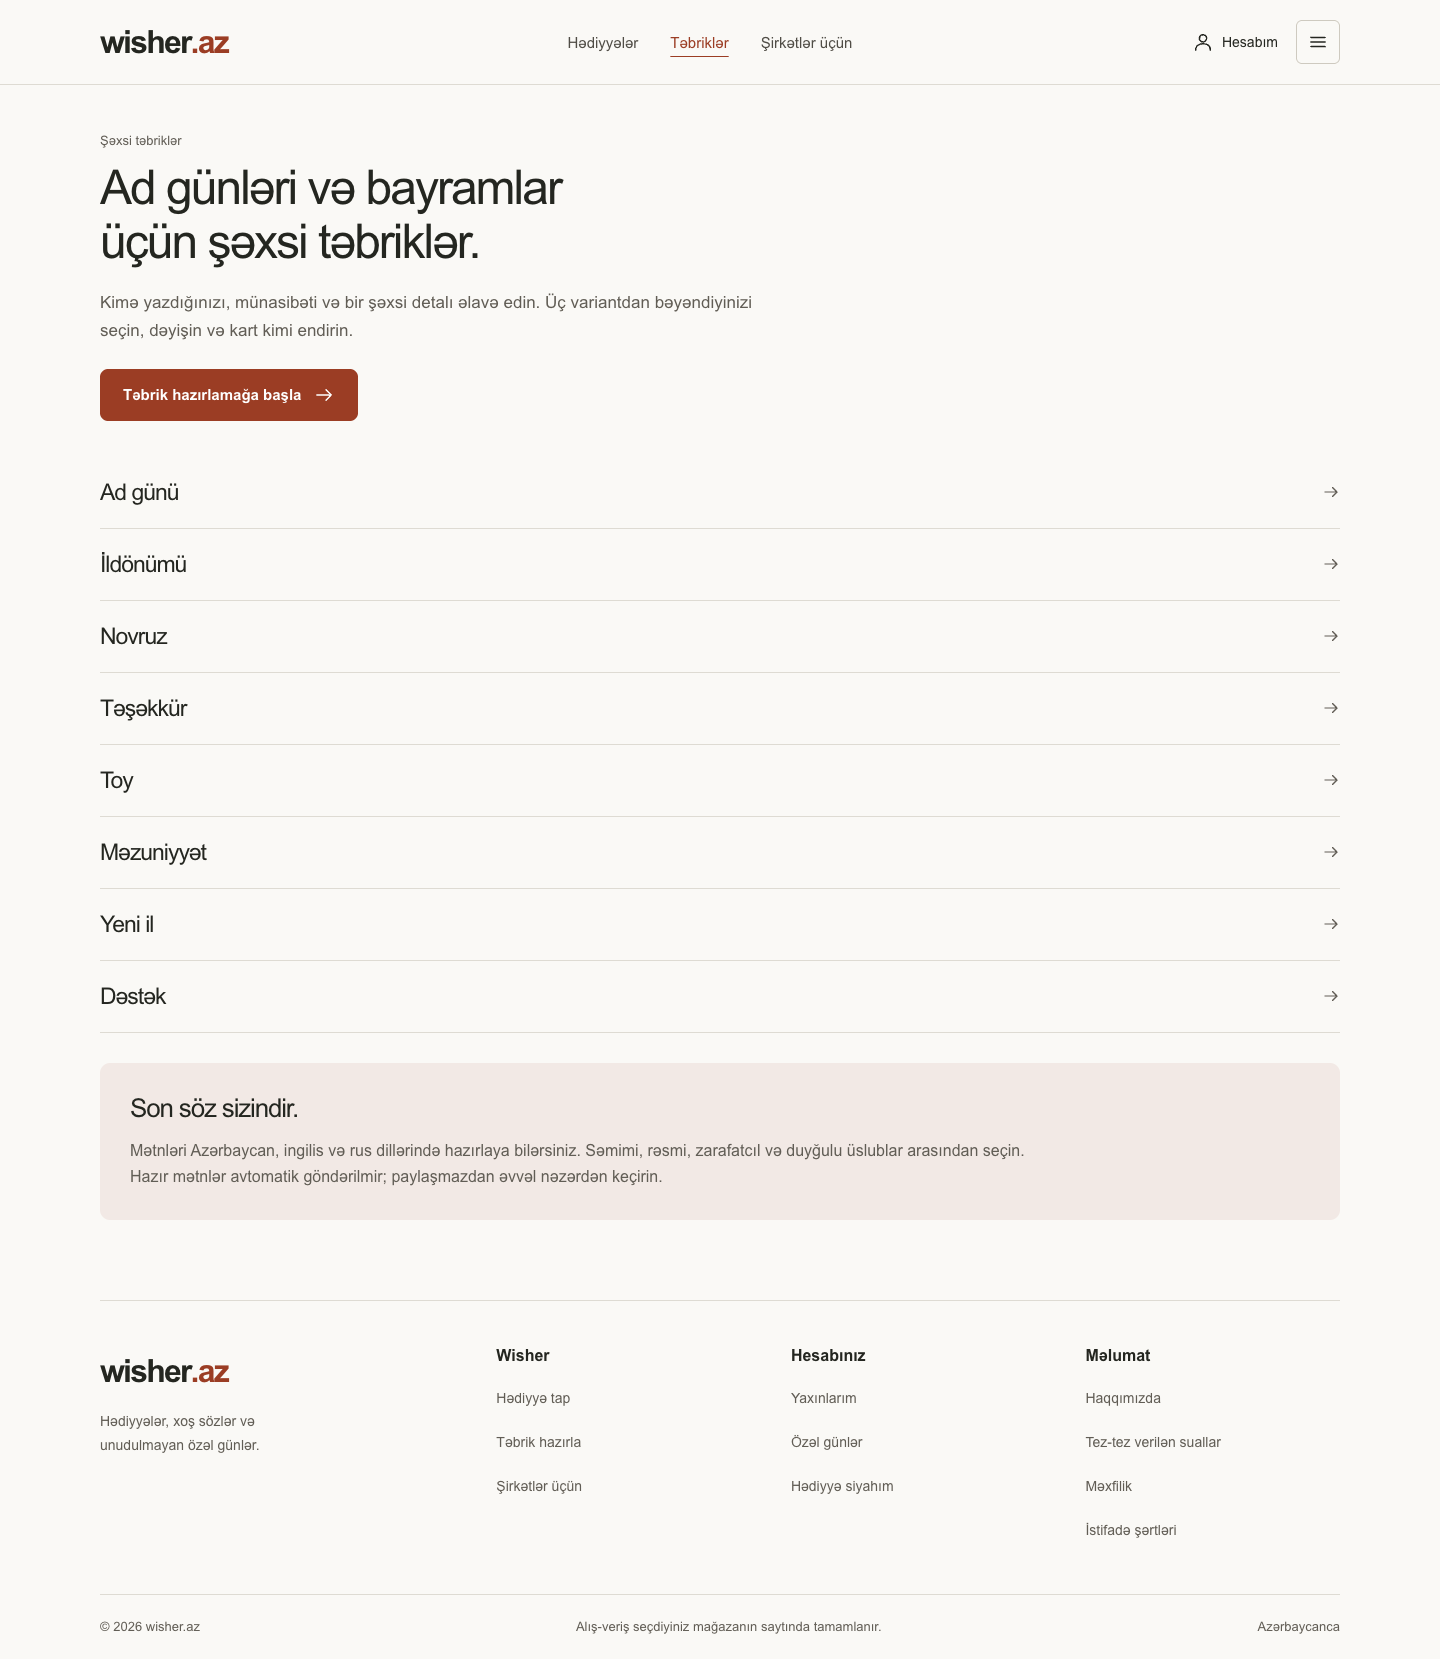 wisher.az
Hədiyyələr
Təbriklər
Şirkətlər üçün
Hesabım
Şəxsi təbriklər
Ad günləri və bayramlar
üçün şəxsi təbriklər.
Kimə yazdığınızı, münasibəti və bir şəxsi detalı əlavə edin. Üç variantdan bəyəndiyinizi
seçin, dəyişin və kart kimi endirin.
Təbrik hazırlamağa başla
Ad günü
İldönümü
Novruz
Təşəkkür
Toy
Məzuniyyət
Yeni il
Dəstək
Son söz sizindir.
Mətnləri Azərbaycan, ingilis və rus dillərində hazırlaya bilərsiniz. Səmimi, rəsmi, zarafatcıl və duyğulu üslublar arasından seçin.
Hazır mətnlər avtomatik göndərilmir; paylaşmazdan əvvəl nəzərdən keçirin.
wisher.az
Hədiyyələr, xoş sözlər və
unudulmayan özəl günlər.
Wisher
Hədiyyə tap
Təbrik hazırla
Şirkətlər üçün
Hesabınız
Yaxınlarım
Özəl günlər
Hədiyyə siyahım
Məlumat
Haqqımızda
Tez-tez verilən suallar
Məxfilik
İstifadə şərtləri
© 2026 wisher.az
Alış-veriş seçdiyiniz mağazanın saytında tamamlanır.
Azərbaycanca